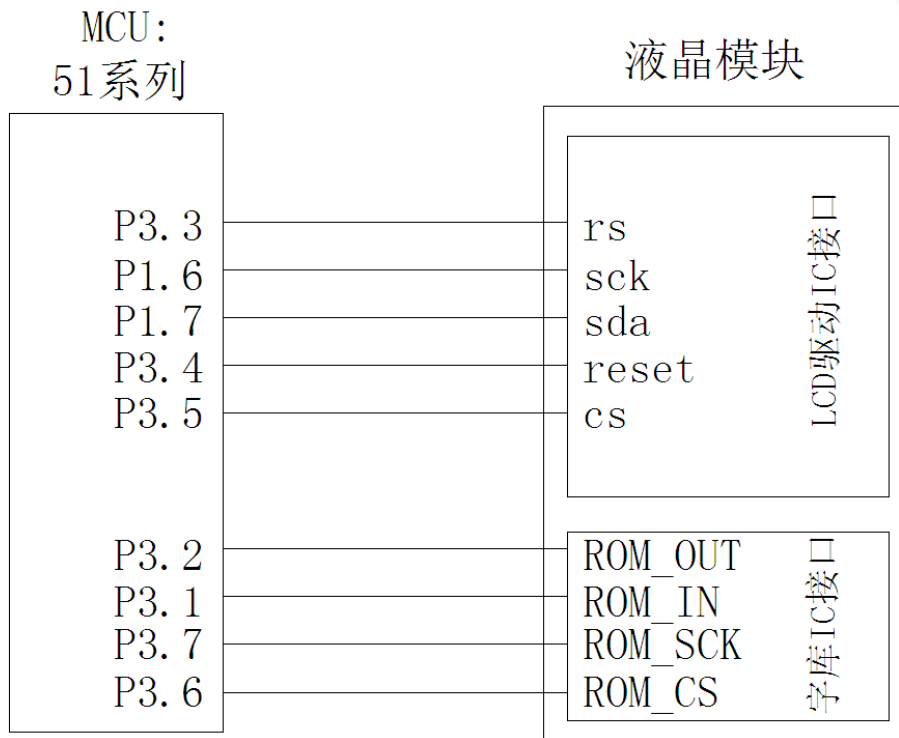 MCU:
51系列
液晶模块
P3.3
P1.6
P1.7
P3.4
P3.5
P3.2
P3.1
P3.7
P3.6
rs
sck
sda
reset
cs
LCD驱动IC接口
ROM_OUT
ROM_IN
ROM_SCK
ROM_CS
字库IC接口